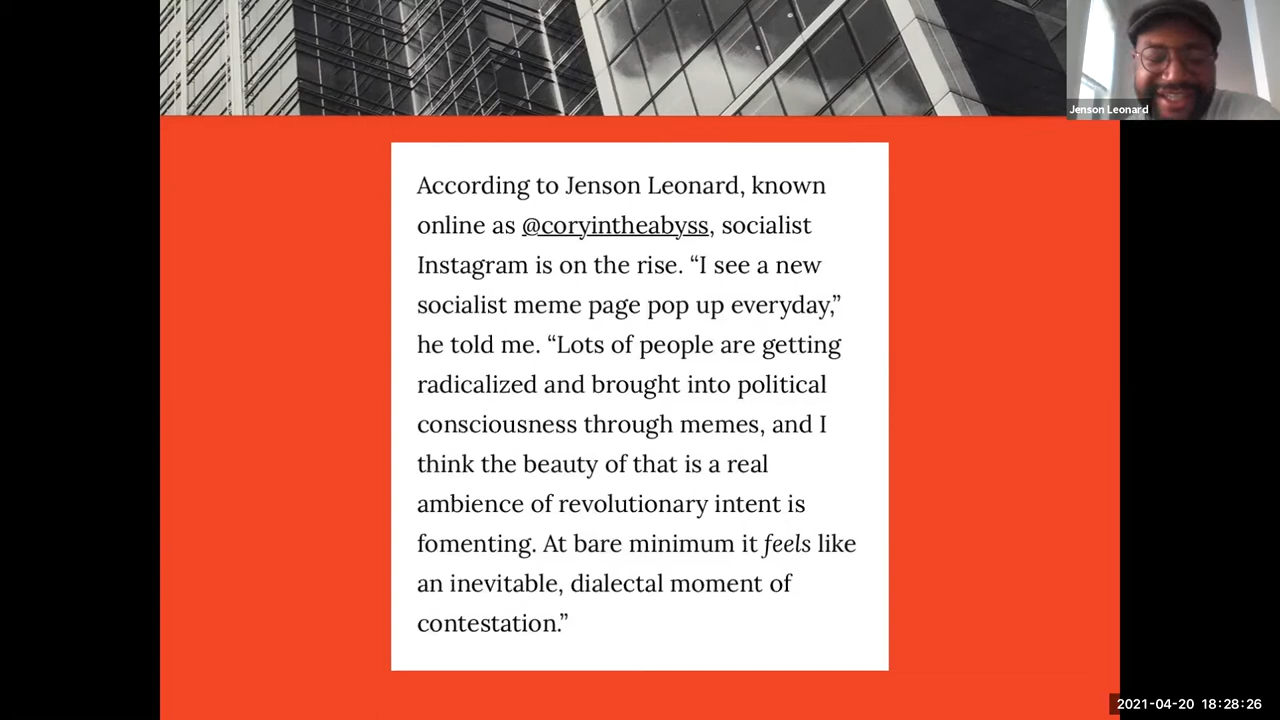 Jenson Leonard
According to Jenson Leonard, known
online as @coryintheabyss, socialist
Instagram is on the rise. “I see a new
socialist meme page pop up everyday,”
he told me. “Lots of people are getting
radicalized and brought into political
consciousness through memes, and I
think the beauty of that is a real
ambience of revolutionary intent is
fomenting. At bare minimum it feels like
an inevitable, dialectal moment of
contestation.”
2021-04-20 18:28:26